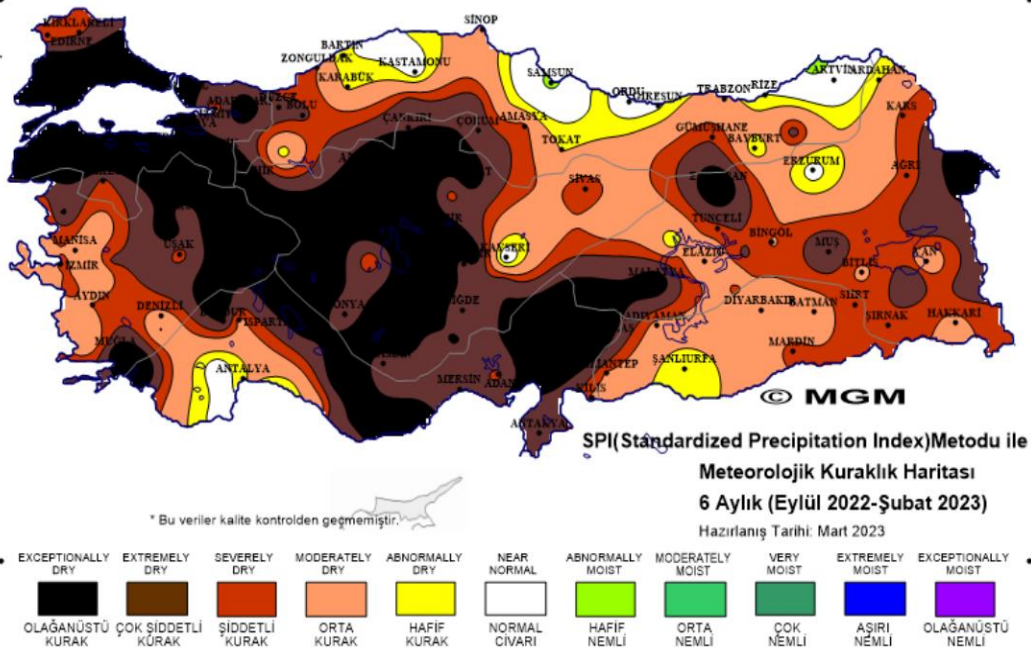 SİNOP
KIRKLARELİ
EDİRNE
BARTIN
ZONGULDAK
KASTAMONU
KARABÜK
SAMSUN
ARTVİN
ARDAHAN
RİZE
TRABZON
ORDU
GİRESUN
BOLU
KARS
ÇANKIRI
ÇORUM
AMASYA
TOKAT
GÜMÜŞHANE
BAYBURT
ERZURUM
AĞRI
SİVAS
TUNCELİ
BİNGÖL
MUŞ
VAN
BİTLİS
MANİSA
İZMİR
UŞAK
KAYSERİ
ELAZIĞ
MALATYA
AYDIN
DENİZLİ
DİYARBAKIR
BATMAN
SİİRT
ŞIRNAK
HAKKARİ
ADIYAMAN
MUĞLA
ANTALYA
MARDİN
ŞANLIURFA
MERSİN
KİLİS
ANTAKYA
© MGM
SPI(Standardized Precipitation Index)Metodu ile
Meteorolojik Kuraklık Haritası
6 Aylık (Eylül 2022-Şubat 2023)
Hazırlanış Tarihi: Mart 2023
* Bu veriler kalite kontrolden geçmemiştir.
EXCEPTIONALLY DRY
EXTREMELY DRY
SEVERELY DRY
MODERATELY DRY
ABNORMALLY DRY
NEAR NORMAL
ABNORMALLY MOIST
MODERATELY MOIST
VERY MOIST
EXTREMELY MOIST
EXCEPTIONALLY MOIST
OLAĞANÜSTÜ KURAK
ÇOK ŞİDDETLİ KURAK
ŞİDDETLİ KURAK
ORTA KURAK
HAFİF KURAK
NORMAL CİVARI
HAFİF NEMLİ
ORTA NEMLİ
ÇOK NEMLİ
AŞIRI NEMLİ
OLAĞANÜSTÜ NEMLİ